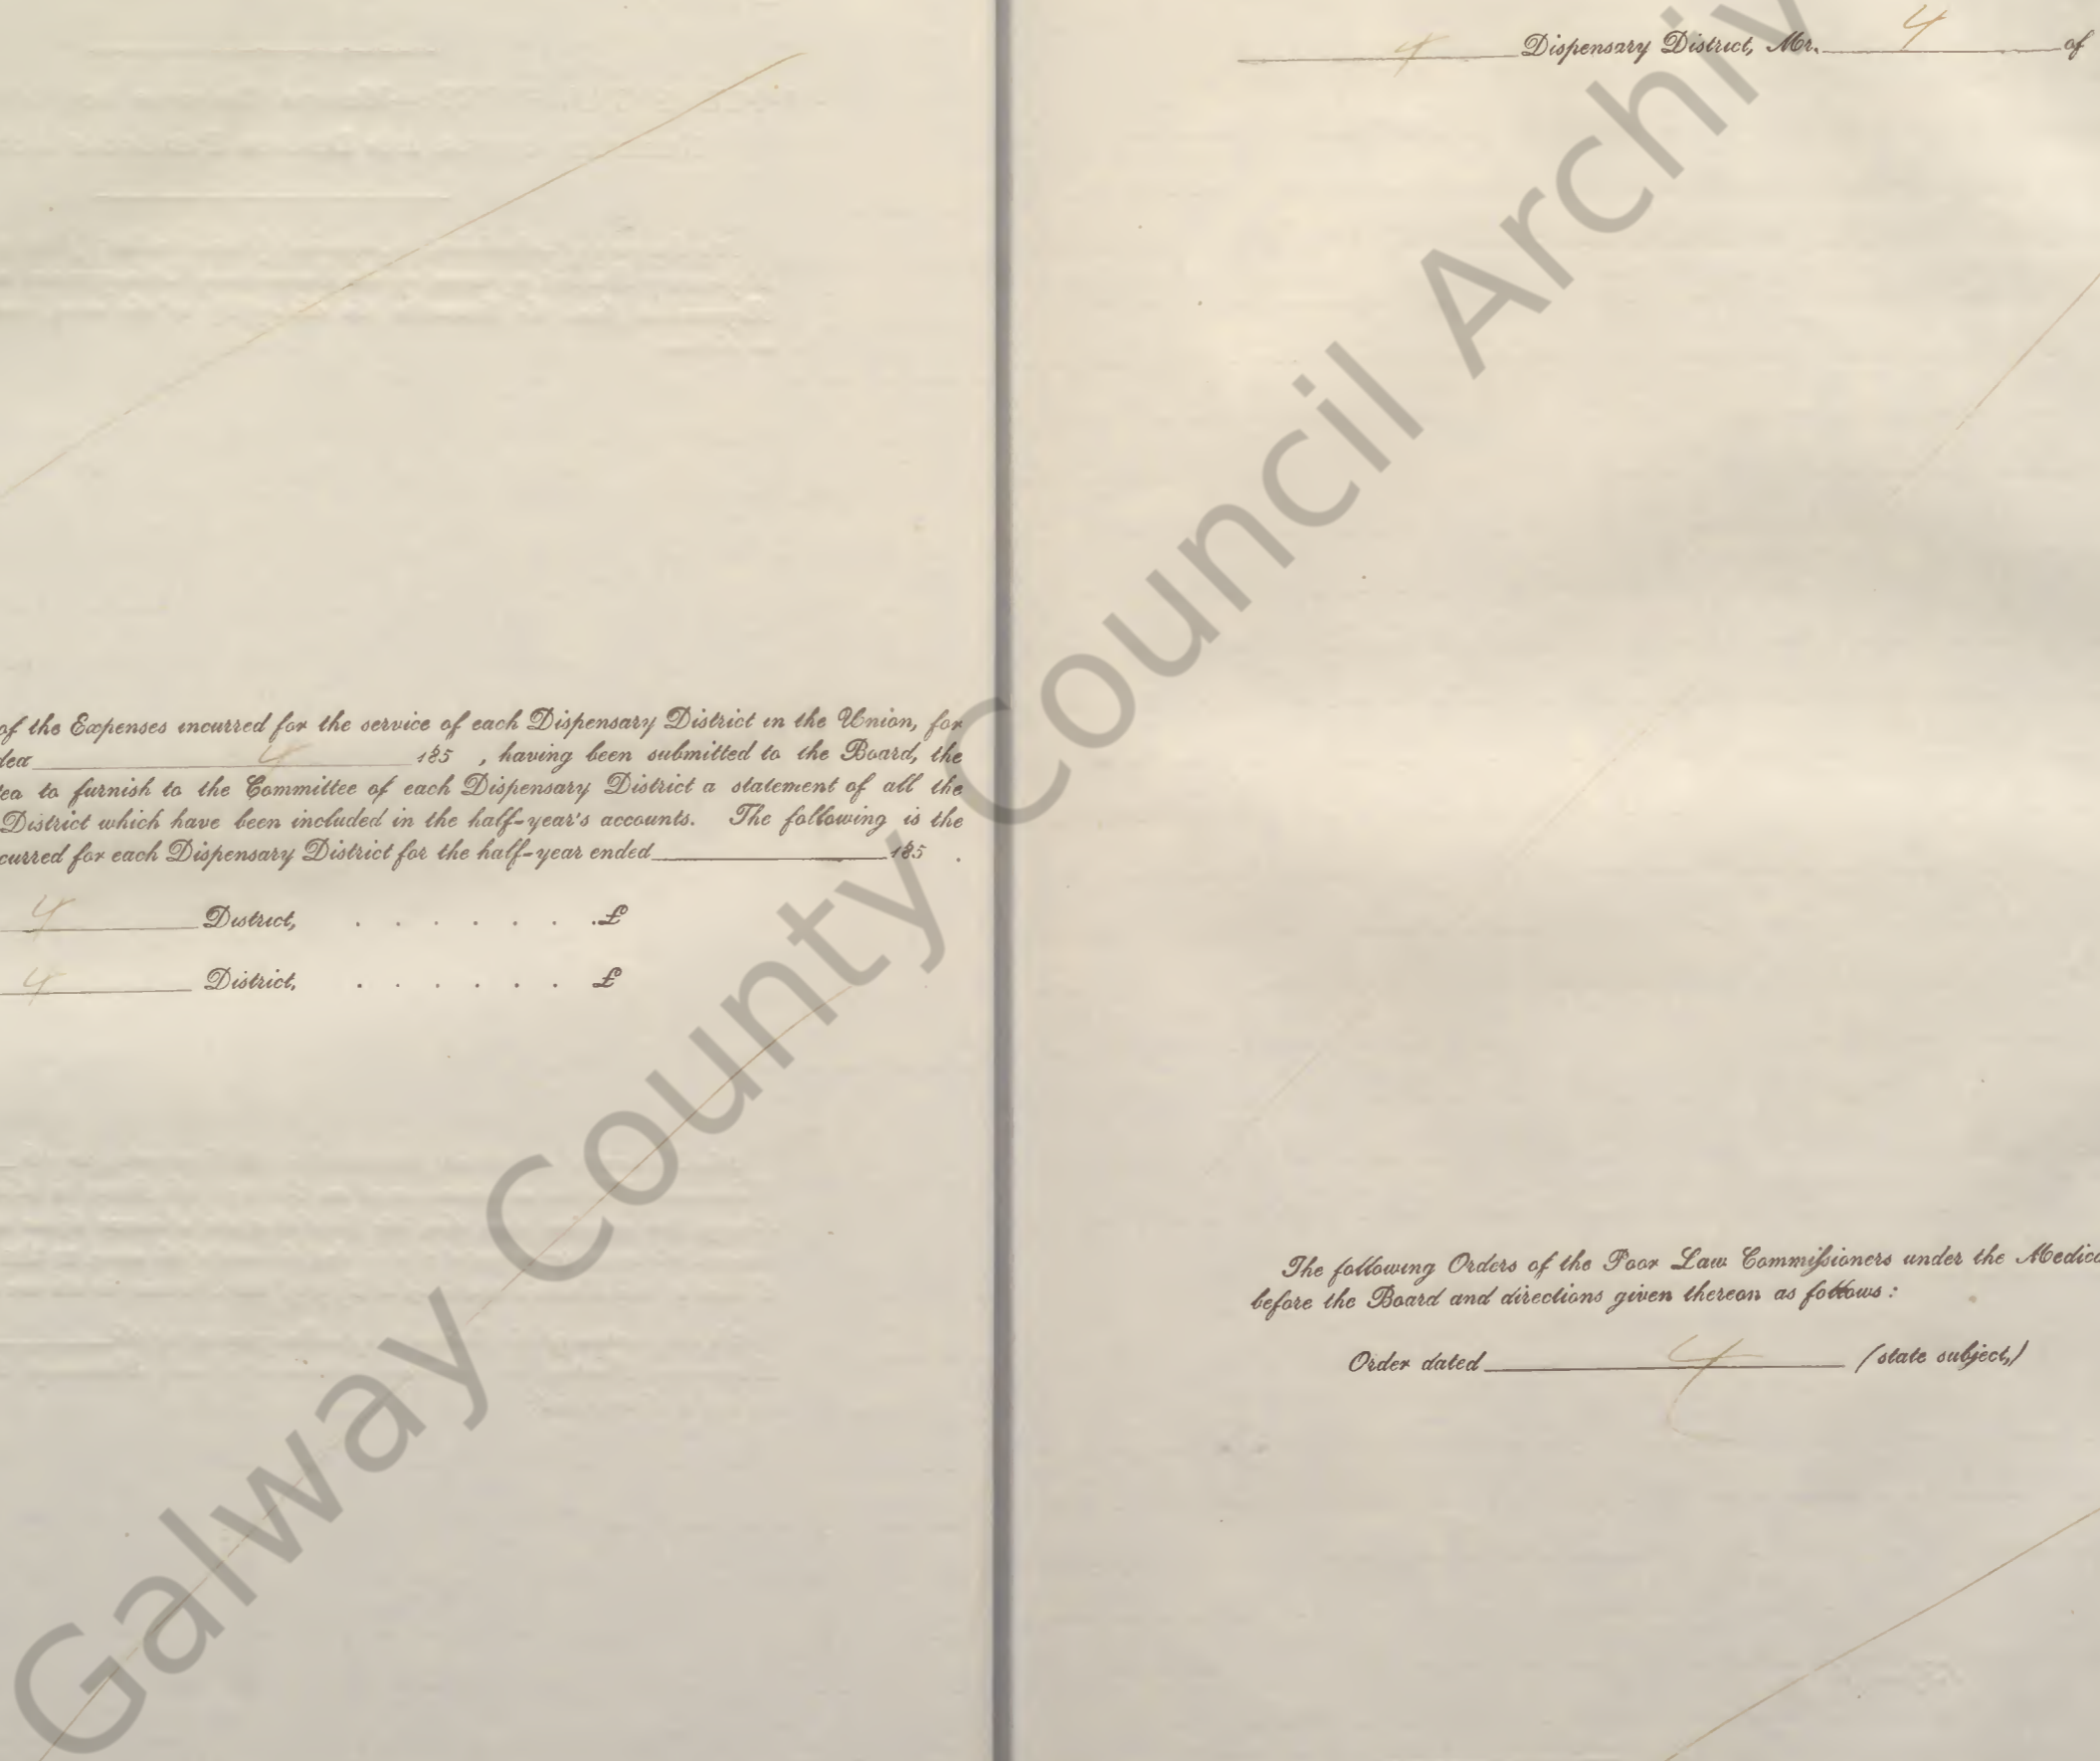 of the Expenses incurred for the service of each Dispensary District in the Union, for
ded 4 185 , having been submitted to the Board, the
ed to furnish to the Committee of each Dispensary District a statement of all the
District which have been included in the half-year's accounts. The following is the
curred for each Dispensary District for the half-year ended 185 .
4 District, . . . . . . . £
4 District, . . . . . . £
4 Dispensary District, Mr. 4 of
The following Orders of the Poor Law Commissioners under the Medica
before the Board and directions given thereon as follows:
Order dated 4 (state subject,)
Galway County Council Archiv